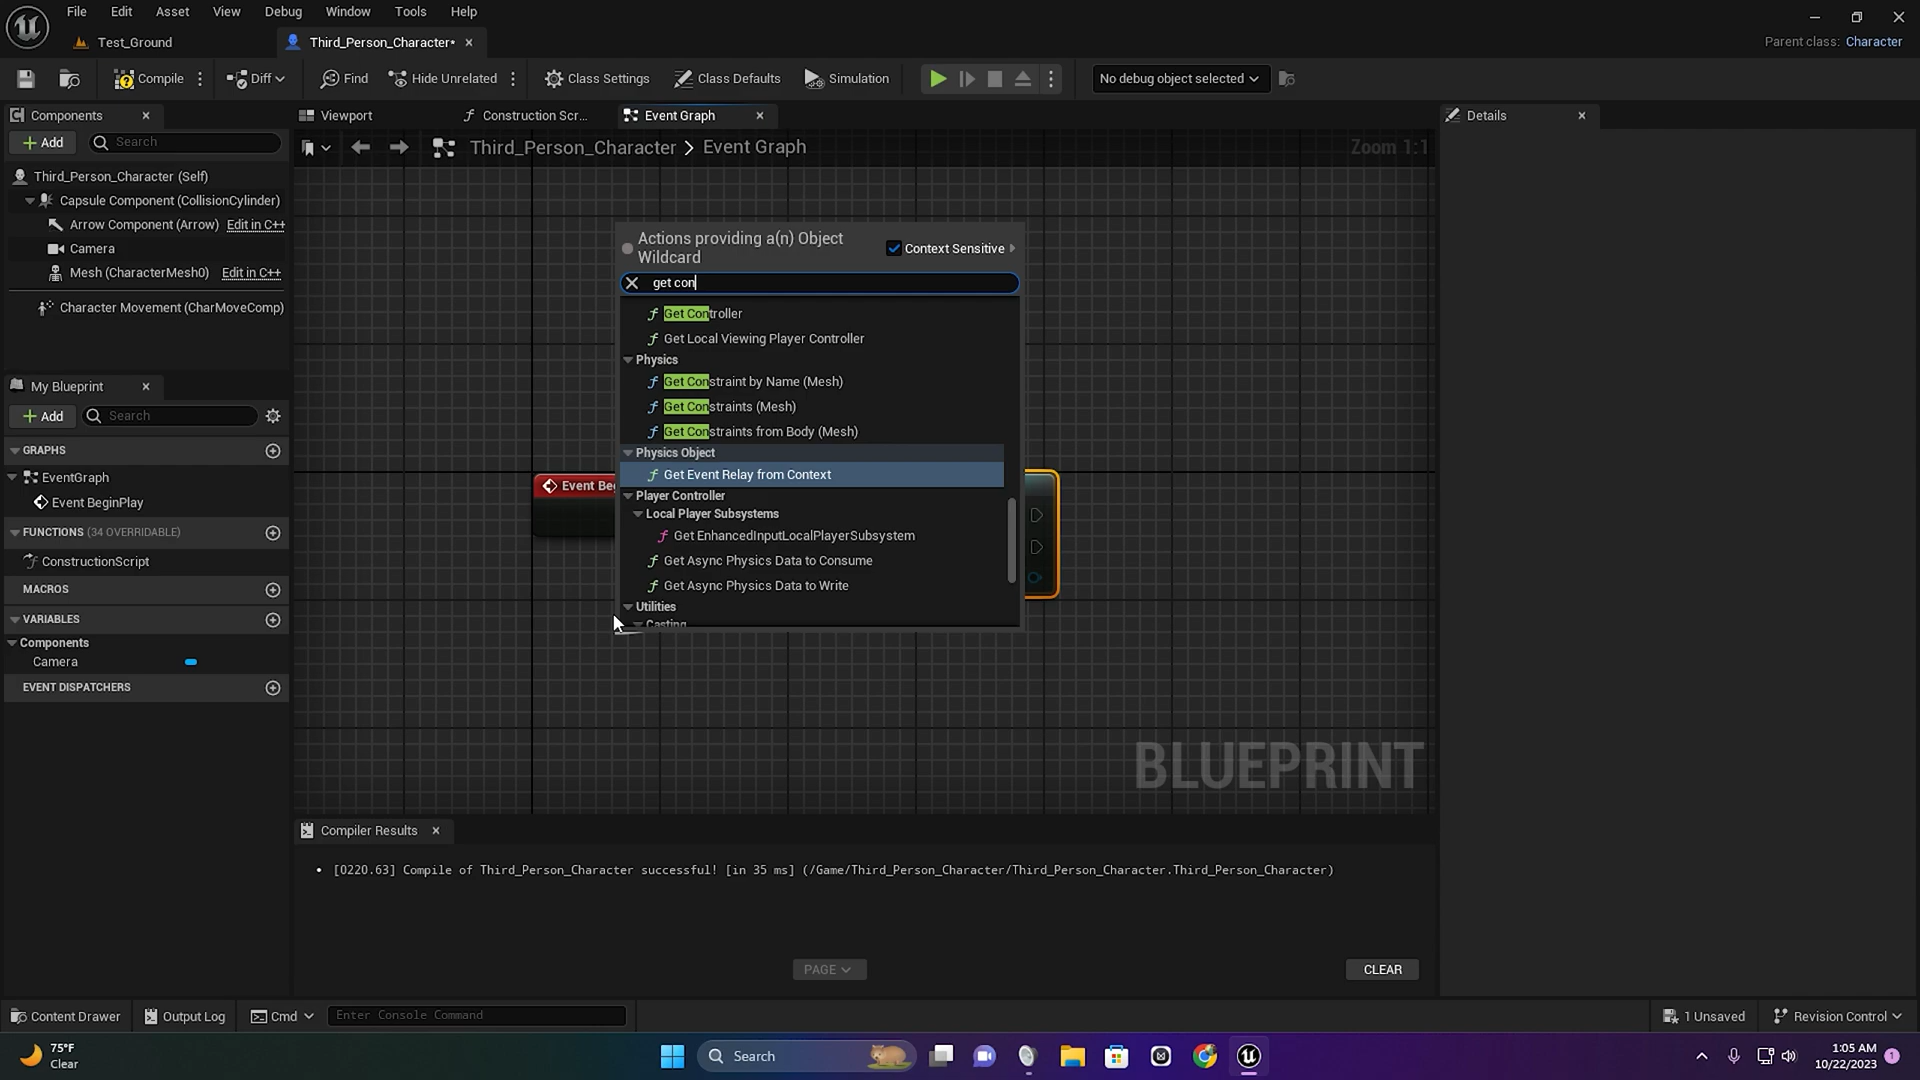 File Edit Asset View Debug Window Tools Help
Test_Ground
Third_Person_Character*
Parent class: Character
Compile
Diff
Find
Hide Unrelated
Class Settings
Class Defaults
Simulation
No debug object selected
Components
Add
Search
Third_Person_Character (Self)
Capsule Component (CollisionCylinder)
Arrow Component (Arrow) Edit in C++
Camera
Mesh (CharacterMesh0) Edit in C++
Character Movement (CharMoveComp)
My Blueprint
Add
Search
GRAPHS
EventGraph
Event BeginPlay
FUNCTIONS (34 OVERRIDABLE)
ConstructionScript
MACROS
VARIABLES
Components
Camera
EVENT DISPATCHERS
Viewport
Construction Scr...
Event Graph
Third_Person_Character > Event Graph
Zoom 1:1
Event Be
Actions providing a(n) Object
Wildcard
Context Sensitive
get con
Get Controller
Get Local Viewing Player Controller
Physics
Get Constraint by Name (Mesh)
Get Constraints (Mesh)
Get Constraints from Body (Mesh)
Physics Object
Get Event Relay from Context
Player Controller
Local Player Subsystems
Get EnhancedInputLocalPlayerSubsystem
Get Async Physics Data to Consume
Get Async Physics Data to Write
Utilities
Casting
BLUEPRINT
Details
Compiler Results
• [0220.63] Compile of Third_Person_Character successful! [in 35 ms] (/Game/Third_Person_Character/Third_Person_Character.Third_Person_Character)
PAGE
CLEAR
Content Drawer
Output Log
Cmd
Enter Console Command
1 Unsaved
Revision Control
75°F
Clear
Search
1:05 AM
10/22/2023
1